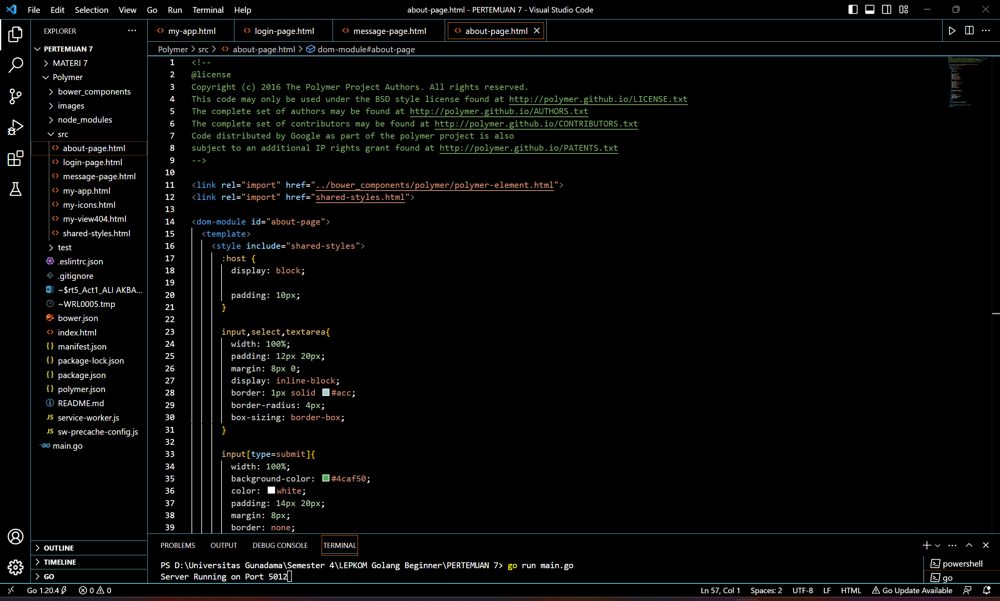 File Edit Selection View Go Run Terminal Help
about-page.html - PERTEMUAN 7 - Visual Studio Code
EXPLORER
PERTEMUAN 7
MATERI 7
Polymer
bower_components
images
node_modules
src
about-page.html
login-page.html
message-page.html
my-app.html
my-icons.html
my-view404.html
shared-styles.html
test
.eslintrc.json
.gitignore
~$rt5_Act1_ALI AKBA...
~WRL0005.tmp
bower.json
index.html
manifest.json
package-lock.json
package.json
polymer.json
README.md
JS service-worker.js
JS sw-precache-config.js
GO main.go
OUTLINE
TIMELINE
GO
my-app.html login-page.html message-page.html about-page.html
Polymer > src > about-page.html > dom-module#about-page
1 <!--
2 @license
3 Copyright (c) 2016 The Polymer Project Authors. All rights reserved.
4 This code may only be used under the BSD style license found at http://polymer.github.io/LICENSE.txt
5 The complete set of authors may be found at http://polymer.github.io/AUTHORS.txt
6 The complete set of contributors may be found at http://polymer.github.io/CONTRIBUTORS.txt
7 Code distributed by Google as part of the polymer project is also
8 subject to an additional IP rights grant found at http://polymer.github.io/PATENTS.txt
9 -->
10
11 <link rel="import" href="../bower_components/polymer/polymer-element.html">
12 <link rel="import" href="shared-styles.html">
13
14 <dom-module id="about-page">
15 <template>
16 <style include="shared-styles">
17 :host {
18 display: block;
19
20 padding: 10px;
21 }
22
23 input,select,textarea{
24 width: 100%;
25 padding: 12px 20px;
26 margin: 8px 0;
27 display: inline-block;
28 border: 1px solid #acc;
29 border-radius: 4px;
30 box-sizing: border-box;
31 }
32
33 input[type=submit]{
34 width: 100%;
35 background-color: #4caf50;
36 color: white;
37 padding: 14px 20px;
38 margin: 8px;
39 border: none;
PROBLEMS OUTPUT DEBUG CONSOLE TERMINAL
PS D:\Universitas Gunadama\Semester 4\LEPKOM Golang Beginner\PERTEMUAN 7> go run main.go
Server Running on Port 5012
powershell
go
Go 1.20.4 0 0 Ln 57, Col 1 Spaces: 2 UTF-8 LF HTML Go Update Available